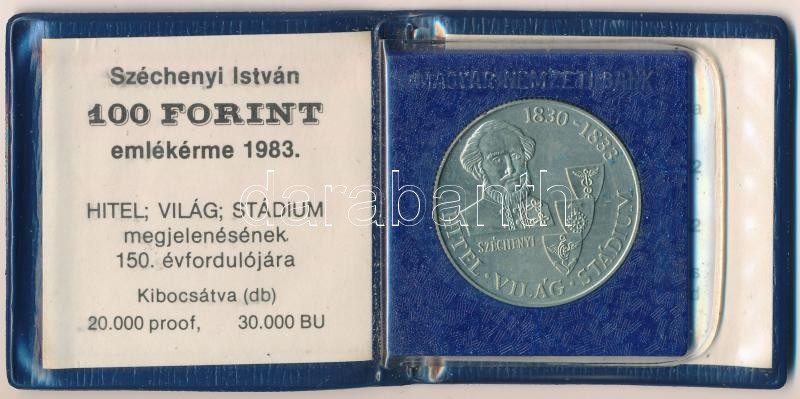 Széchenyi István
100 FORINT
emlékérme 1983.
HITEL; VILÁG; STÁDiUM
megjelenésének
150. évfordulójára
Kibocsátva (db)
20.000 proof, 30.000 BU
MAGYAR NEMZETI BANK
1830-1833
SZÉCHENYI
HITEL · VILÁG · STÁDIUM
darabanth